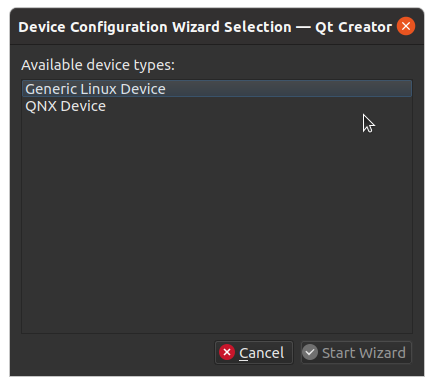 Device Configuration Wizard Selection — Qt Creator
Available device types:
Generic Linux Device
QNX Device
Cancel
Start Wizard